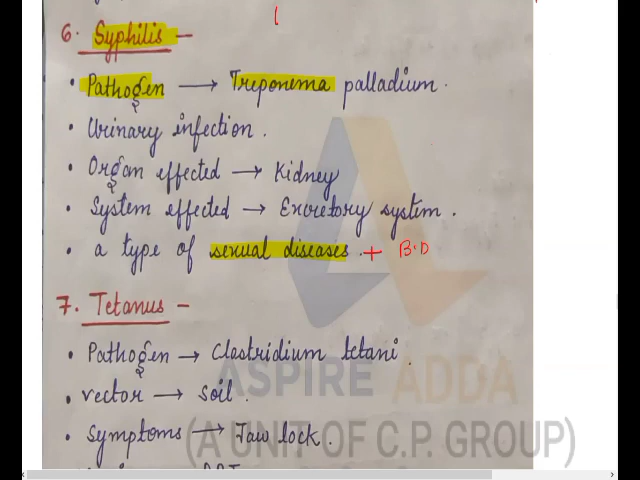 6. Syphilis -
• Pathogen → Treponema palladium.
• Urinary infection.
• Organ effected → Kidney
• System effected → Excretory system.
• a type of sexual diseases. + B.D
7. Tetanus -
• Pathogen → Clostridium tetani.
• vector → Soil.
• Symptoms → Jaw lock.
ASPIRE ADDA
(A UNIT OF C.P. GROUP)